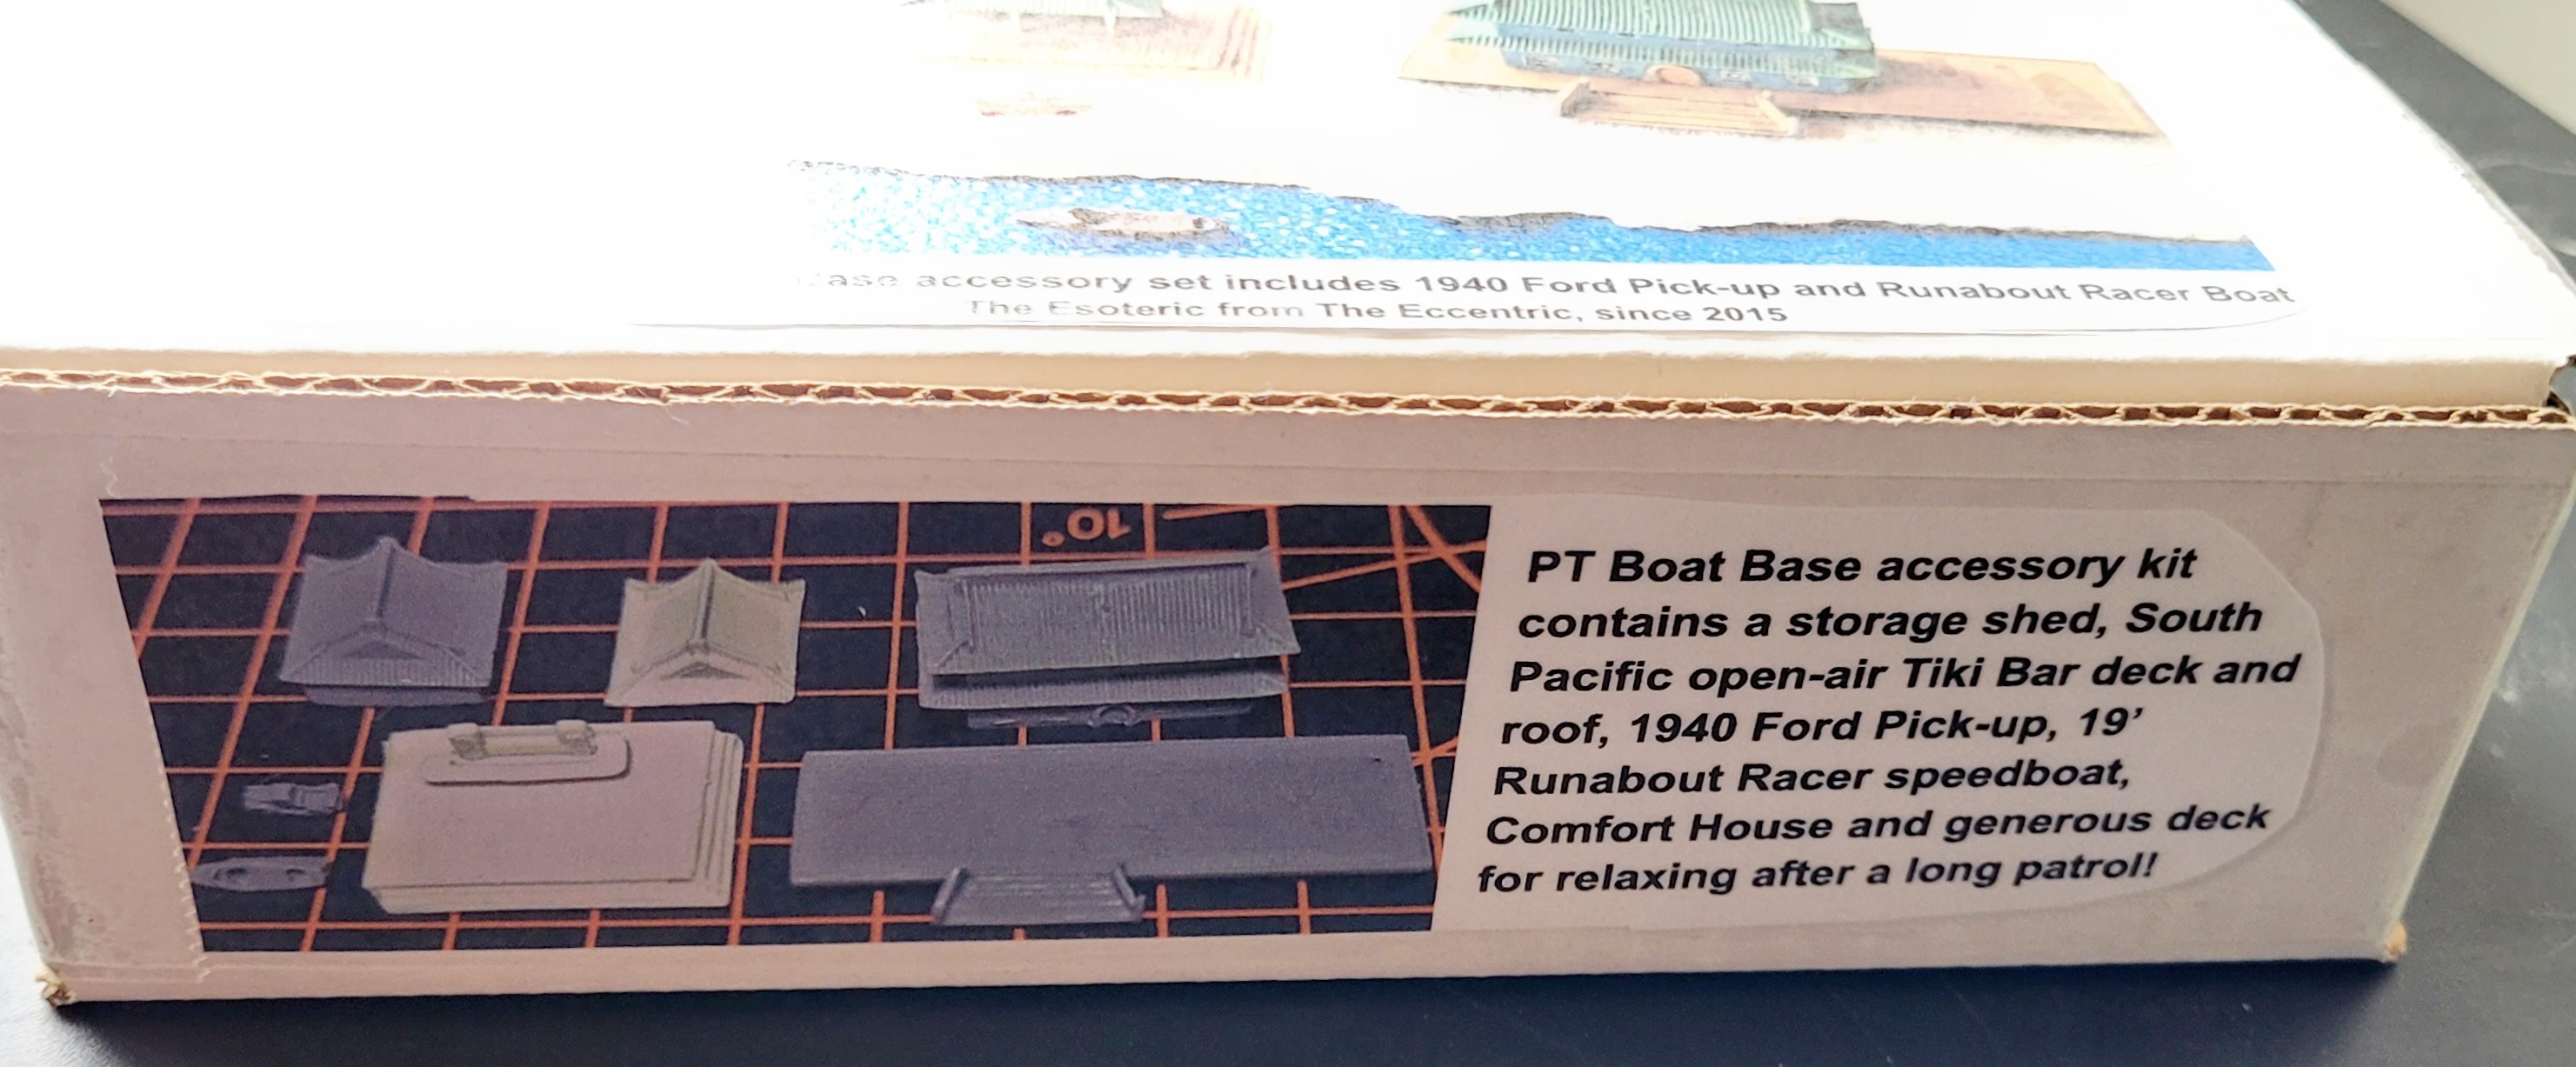 accessory set includes 1940 Ford Pick-up and Runabout Racer Boat
The Esoteric from The Eccentric, since 2015
10°
PT Boat Base accessory kit
contains a storage shed, South
Pacific open-air Tiki Bar deck and
roof, 1940 Ford Pick-up, 19’
Runabout Racer speedboat,
Comfort House and generous deck
for relaxing after a long patrol!